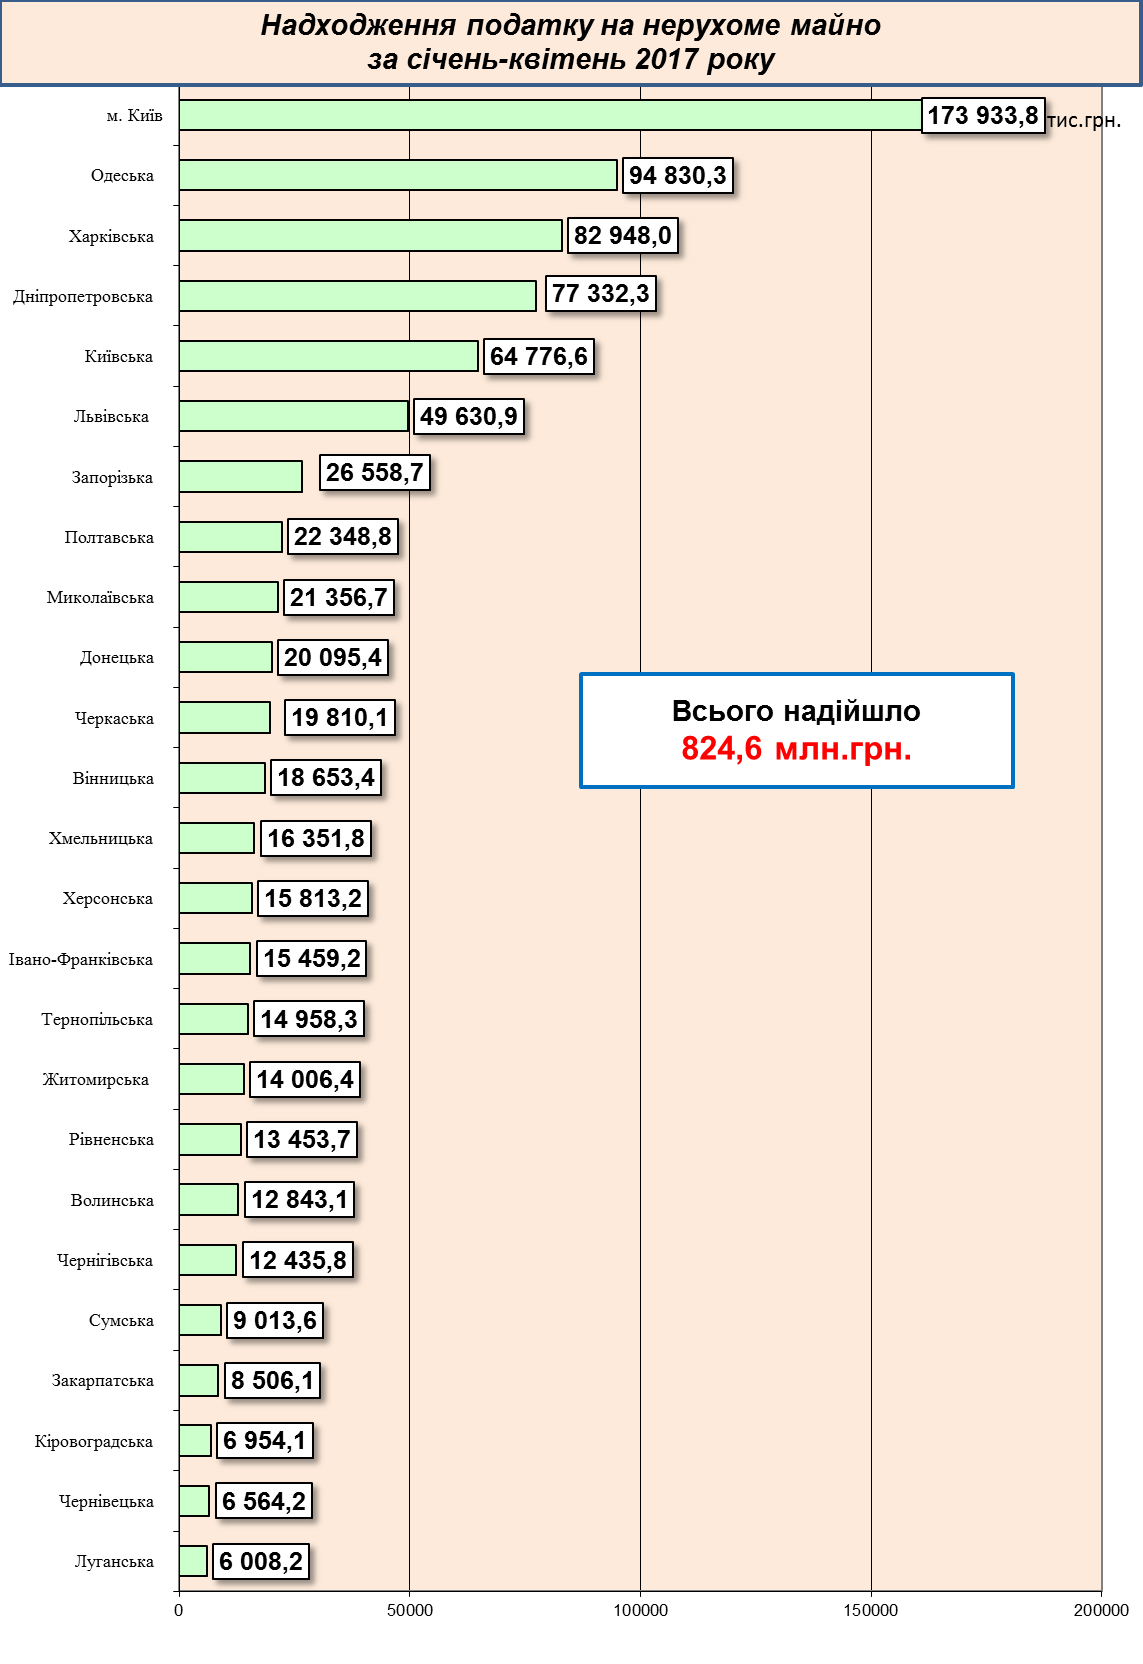 Надходження податку на нерухоме майно
за січень-квітень 2017 року
м. Київ 173 933,8 тис.грн.
Одеська 94 830,3
Харківська 82 948,0
Дніпропетровська 77 332,3
Київська 64 776,6
Львівська 49 630,9
Запорізька 26 558,7
Полтавська 22 348,8
Миколаївська 21 356,7
Донецька 20 095,4
Черкаська 19 810,1
Всього надійшло
824,6 млн.грн.
Вінницька 18 653,4
Хмельницька 16 351,8
Херсонська 15 813,2
Івано-Франківська 15 459,2
Тернопільська 14 958,3
Житомирська 14 006,4
Рівненська 13 453,7
Волинська 12 843,1
Чернігівська 12 435,8
Сумська 9 013,6
Закарпатська 8 506,1
Кіровоградська 6 954,1
Чернівецька 6 564,2
Луганська 6 008,2
0 50000 100000 150000 200000